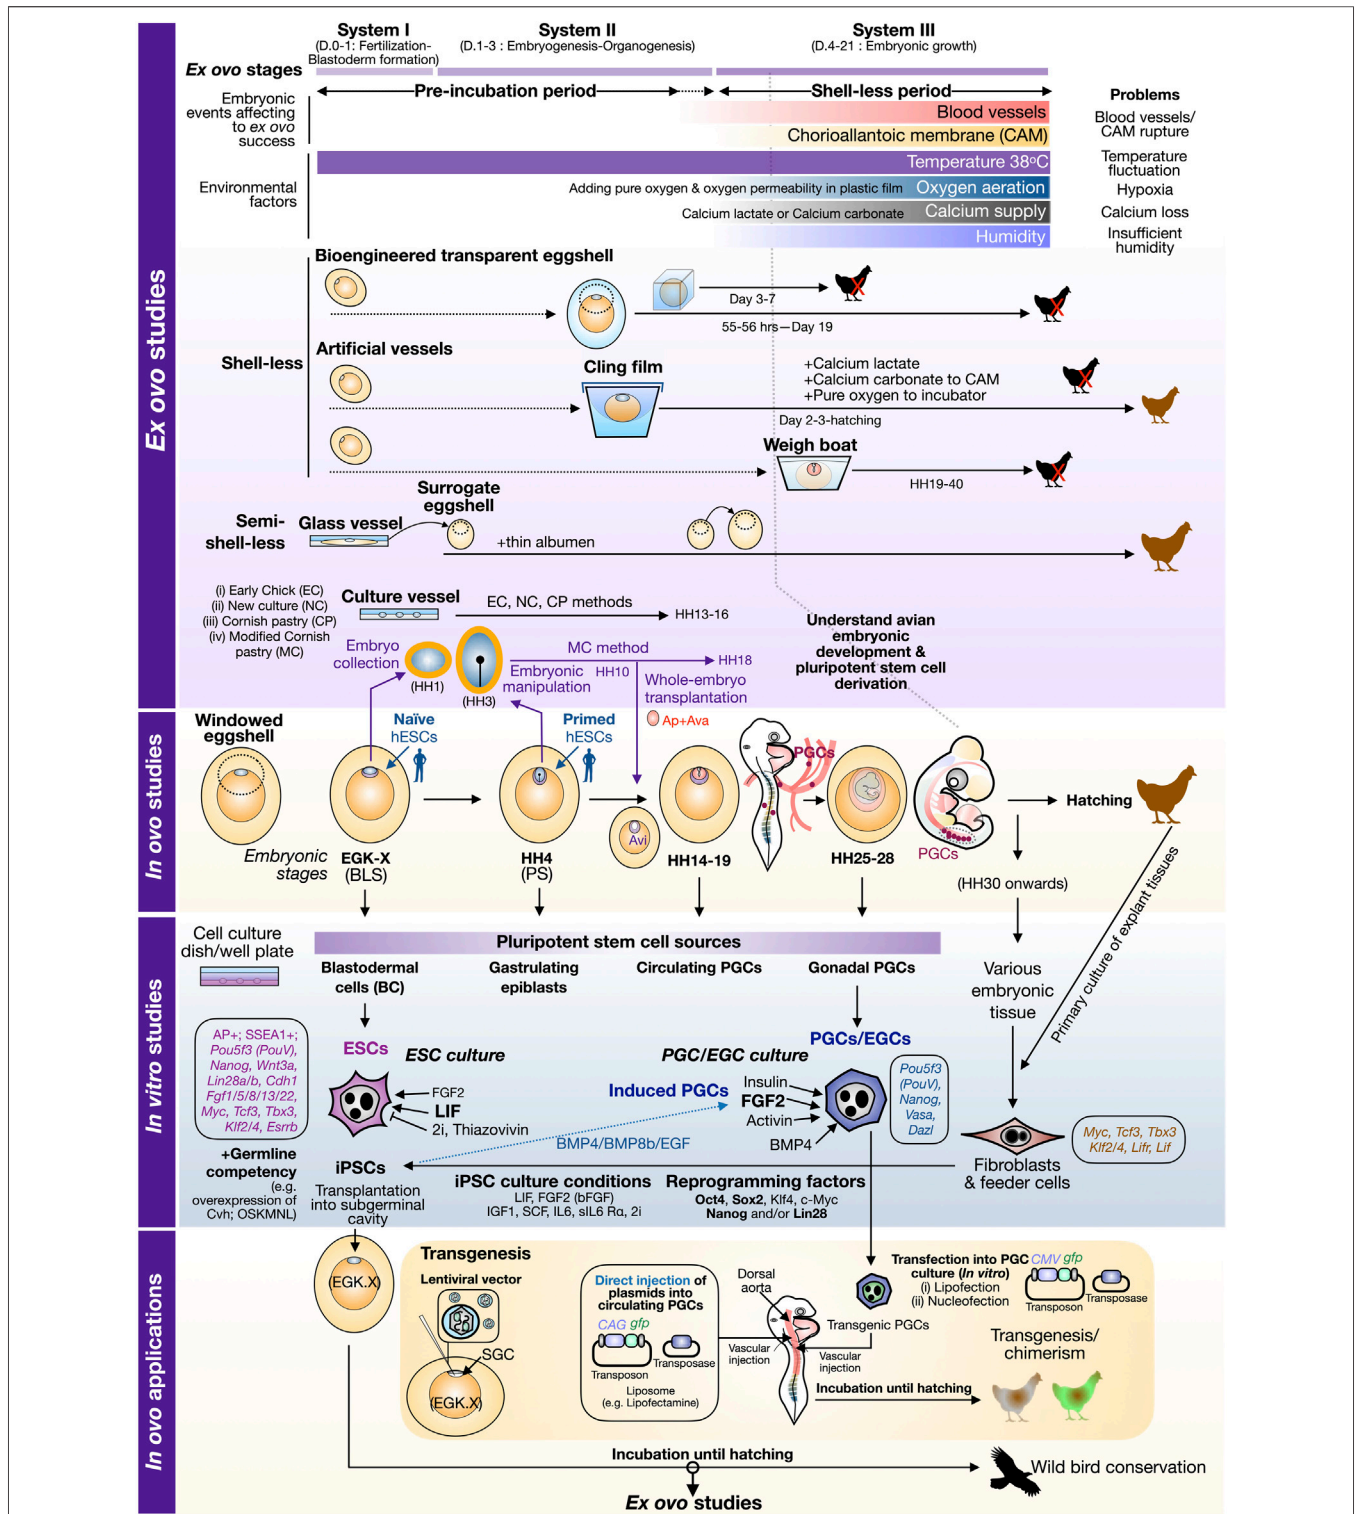 System I
(D.0-1 : Fertilization-
Blastoderm formation)
System II
(D.1-3 : Embryogenesis-Organogenesis)
System III
(D.4-21 : Embryonic growth)
Ex ovo stages
Pre-incubation period
Shell-less period
Problems
Embryonic
events affecting
to ex ovo
success
Blood vessels
Chorioallantoic membrane (CAM)
Blood vessels/
CAM rupture
Environmental
factors
Temperature 38ºC
Temperature
fluctuation
Adding pure oxygen & oxygen permeability in plastic film
Oxygen aeration
Hypoxia
Calcium lactate or Calcium carbonate
Calcium supply
Calcium loss
Humidity
Insufficient
humidity
Ex ovo studies
Bioengineered transparent eggshell
Day 3-7
55-56 hrs—Day 19
Shell-less
Artificial vessels
Cling film
+Calcium lactate
+Calcium carbonate to CAM
+Pure oxygen to incubator
Day 2-3-hatching
Weigh boat
HH19-40
Surrogate
eggshell
Semi-
shell-less
Glass vessel
+thin albumen
(i) Early Chick (EC)
(ii) New culture (NC)
(iii) Cornish pastry (CP)
(iv) Modified Cornish
pastry (MC)
Culture vessel
EC, NC, CP methods
HH13-16
Understand avian
embryonic
development &
pluripotent stem cell
derivation
Embryo
collection
(HH1)
(HH3)
MC method
HH18
Embryonic
manipulation
HH10
Whole-embryo
transplantation
Ap+Ava
In ovo studies
Windowed
eggshell
Naïve
hESCs
Primed
hESCs
PGCs
Avi
PGCs
Hatching
Embryonic
stages
EGK-X
(BLS)
HH4
(PS)
HH14-19
HH25-28
(HH30 onwards)
Primary culture of explant tissues
In vitro studies
Cell culture
dish/well plate
Pluripotent stem cell sources
Blastodermal
cells (BC)
Gastrulating
epiblasts
Circulating PGCs
Gonadal PGCs
Various
embryonic
tissue
AP+; SSEA1+;
Pou5f3 (PouV),
Nanog, Wnt3a,
Lin28a/b, Cdh1
Fgf1/5/8/13/22,
Myc, Tcf3, Tbx3,
Klf2/4, Esrrb
ESCs
ESC culture
FGF2
LIF
2i, Thiazovivin
PGC/EGC culture
PGCs/EGCs
Induced PGCs
Insulin
FGF2
Activin
BMP4
BMP4/BMP8b/EGF
Pou5f3
(PouV),
Nanog,
Vasa,
Dazl
Myc, Tcf3, Tbx3
Klf2/4, Lifr, Lif
Fibroblasts
& feeder cells
+Germline
competency
(e.g.
overexpression of
Cvh; OSKMNL)
iPSCs
Transplantation
into subgerminal
cavity
iPSC culture conditions
LIF, FGF2 (bFGF)
IGF1, SCF, IL6, sIL6 Rα, 2i
Reprogramming factors
Oct4, Sox2, Klf4, c-Myc
Nanog and/or Lin28
In ovo applications
(EGK.X)
Transgenesis
Lentiviral vector
SGC
(EGK.X)
Direct injection of
plasmids into
circulating PGCs
CAG gfp
Transposon
Transposase
Liposome
(e.g. Lipofectamine)
Dorsal
aorta
Vascular
injection
Vascular
injection
Transgenic PGCs
Transfection into PGC
culture (In vitro)
(i) Lipofection
(ii) Nucleofection
CMV gfp
Transposon
Transposase
Transgenesis/
chimerism
Incubation until hatching
Incubation until hatching
Wild bird conservation
Ex ovo studies